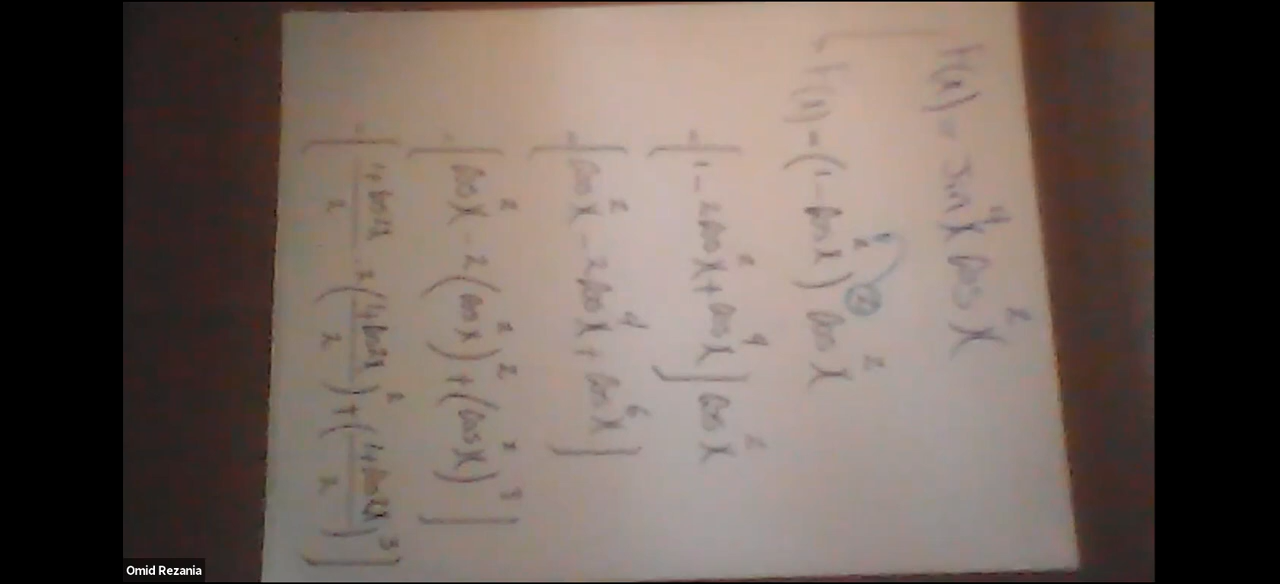 f(x) = sin⁴x cos²x
f(x) = (1 - cos²x)² cos²x
= [1 - 2cos²x + cos⁴x] cos²x
= [cos²x - 2cos⁴x + cos⁶x]
= [cos²x - 2(cos²x)² + (cos²x)³]
= [1+cos2x/2 - 2(1+cos2x/2)² + (1+cos2x/2)³]
Omid Rezania